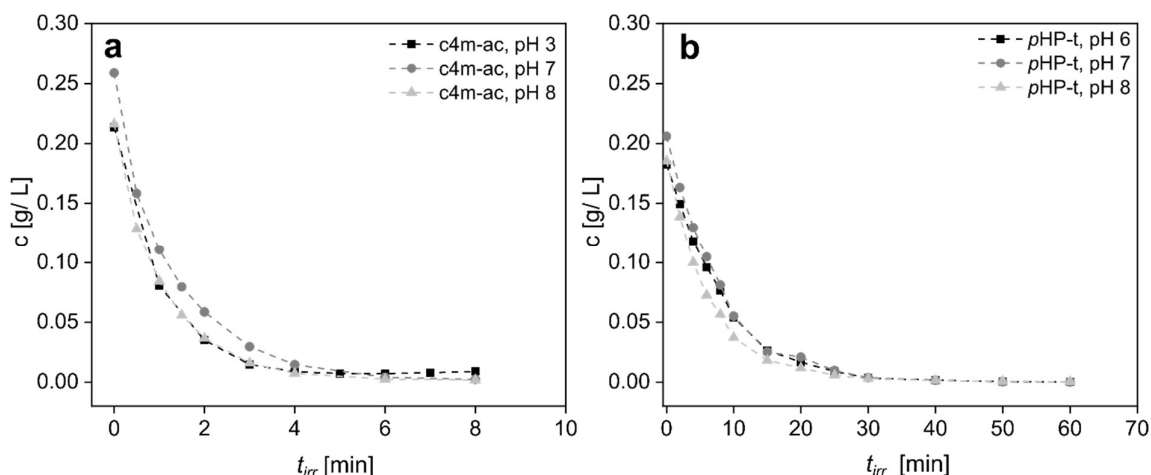 a
c4m-ac, pH 3
c4m-ac, pH 7
c4m-ac, pH 8
0.30
0.25
0.20
0.15
0.10
0.05
0.00
c [g/ L]
0 2 4 6 8 10
t_irr [min]
b
pHP-t, pH 6
pHP-t, pH 7
pHP-t, pH 8
0.30
0.25
0.20
0.15
0.10
0.05
0.00
c [g/ L]
0 10 20 30 40 50 60 70
t_irr [min]